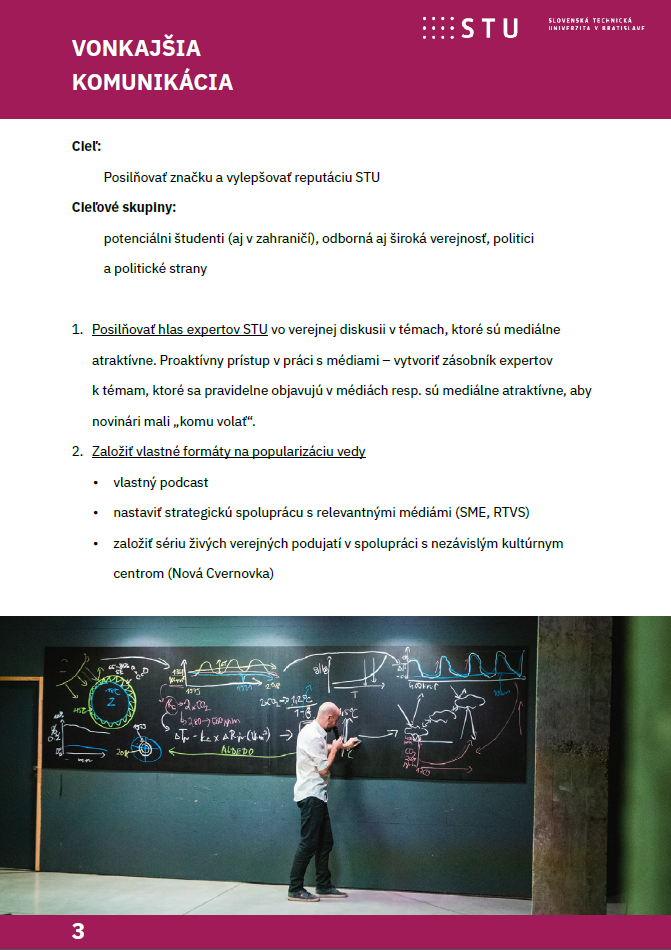 VONKAJŠIA
KOMUNIKÁCIA
STU
SLOVENSKÁ TECHNICKÁ
UNIVERZITA V BRATISLAVE
Cieľ:
Posilňovať značku a vylepšovať reputáciu STU
Cieľové skupiny:
potenciálni študenti (aj v zahraničí), odborná aj široká verejnosť, politici
a politické strany
1. Posilňovať hlas expertov STU vo verejnej diskusii v témach, ktoré sú mediálne
atraktívne. Proaktívny prístup v práci s médiami – vytvoriť zásobník expertov
k témam, ktoré sa pravidelne objavujú v médiách resp. sú mediálne atraktívne, aby
novinári mali „komu volať“.
2. Založiť vlastné formáty na popularizáciu vedy
• vlastný podcast
• nastaviť strategickú spoluprácu s relevantnými médiámi (SME, RTVS)
• založiť sériu živých verejných podujatí v spolupráci s nezávislým kultúrnym
centrom (Nová Cvernovka)
ALBEDO
3